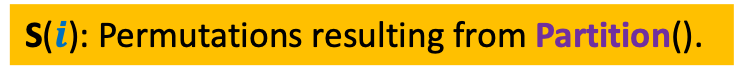 S(i): Permutations resulting from Partition().